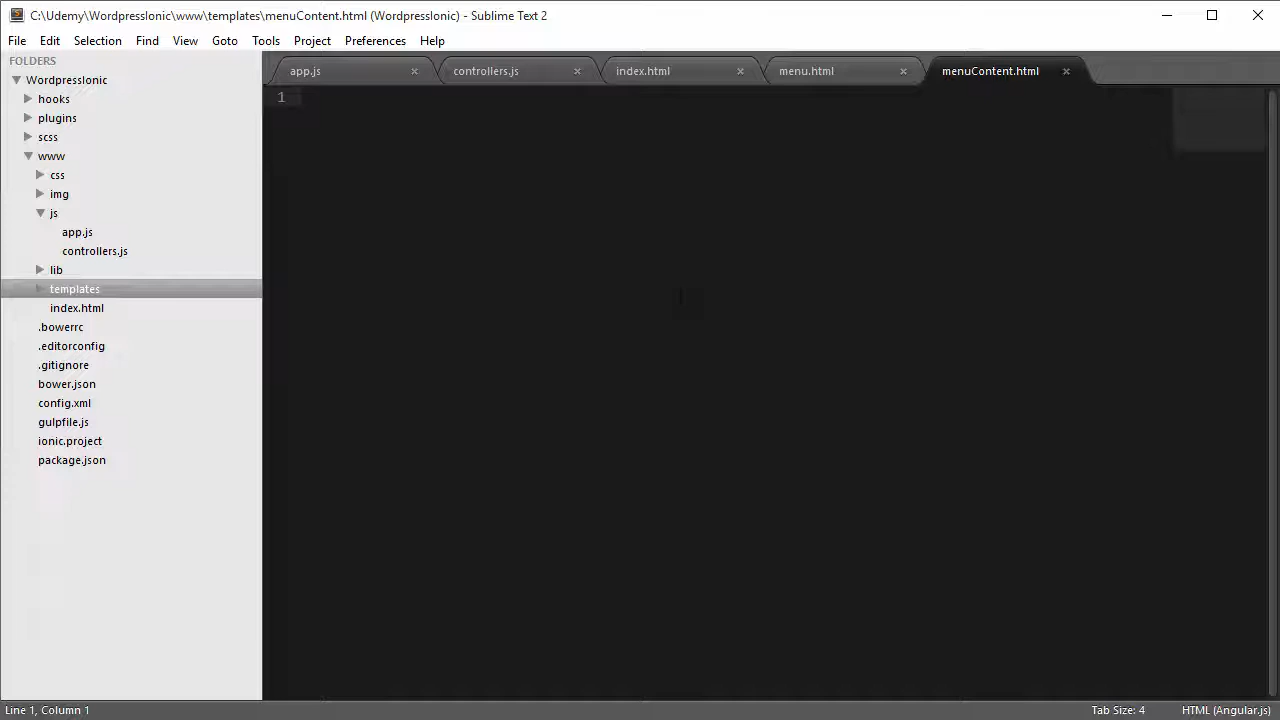 C:\Udemy\WordpressIonic\www\templates\menuContent.html (WordpressIonic) - Sublime Text 2
File Edit Selection Find View Goto Tools Project Preferences Help
FOLDERS
WordpressIonic
hooks
plugins
scss
www
css
img
js
app.js
controllers.js
lib
templates
index.html
.bowerrc
.editorconfig
.gitignore
bower.json
config.xml
gulpfile.js
ionic.project
package.json
app.js controllers.js index.html menu.html menuContent.html
1
Line 1, Column 1 Tab Size: 4 HTML (Angular.js)